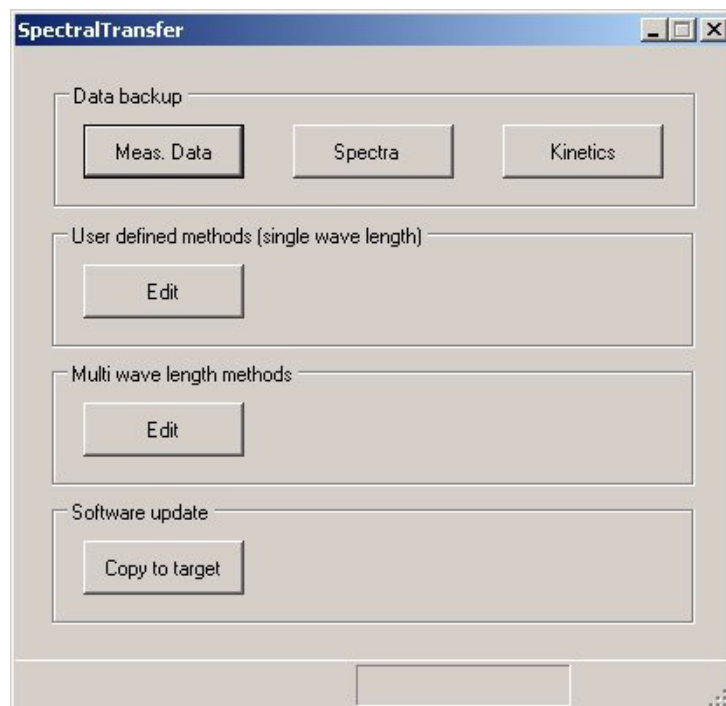 SpectralTransfer
Data backup
Meas. Data Spectra Kinetics
User defined methods (single wave length)
Edit
Multi wave length methods
Edit
Software update
Copy to target